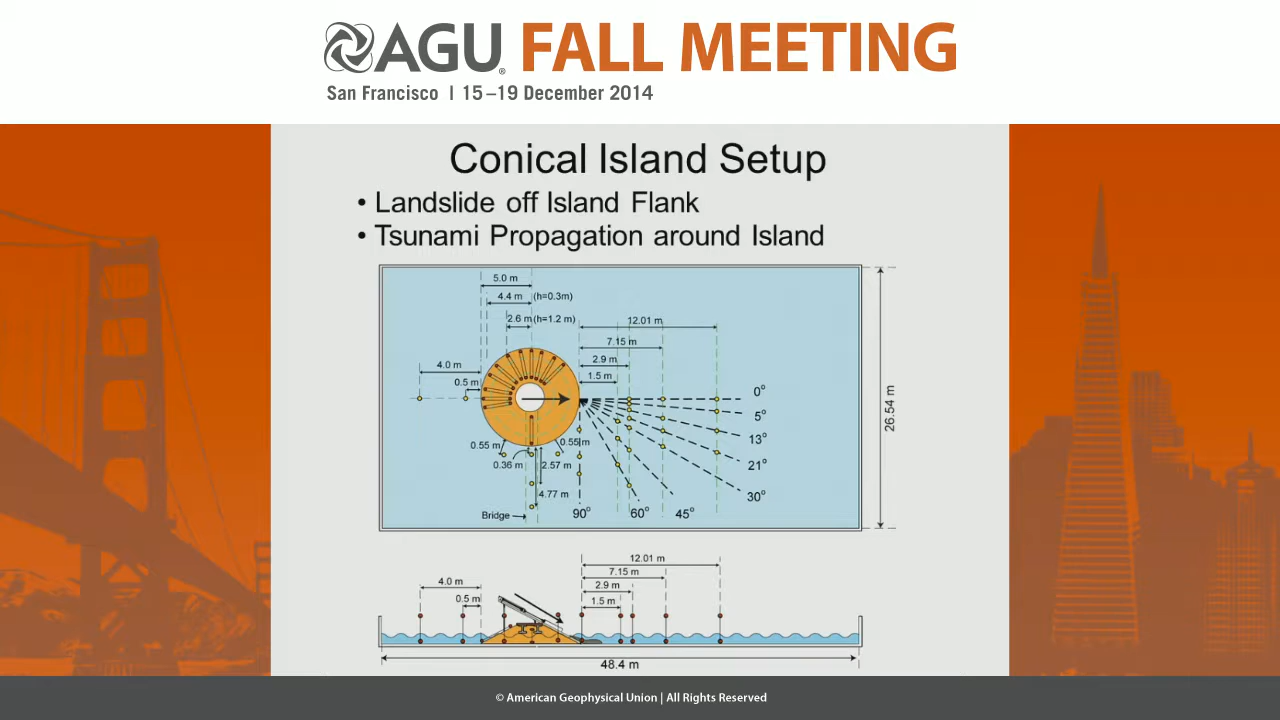 AGU® FALL MEETING
San Francisco | 15–19 December 2014
Conical Island Setup
• Landslide off Island Flank
• Tsunami Propagation around Island
5.0 m
4.4 m (h=0.3m)
2.6 m (h=1.2 m)
12.01 m
7.15 m
4.0 m
2.9 m
0.5 m
1.5 m
0°
5°
13°
21°
30°
26.54 m
0.55 m
0.55 m
0.36 m
2.57 m
4.77 m
Bridge
90°
60°
45°
12.01 m
7.15 m
4.0 m
2.9 m
0.5 m
1.5 m
48.4 m
© American Geophysical Union | All Rights Reserved